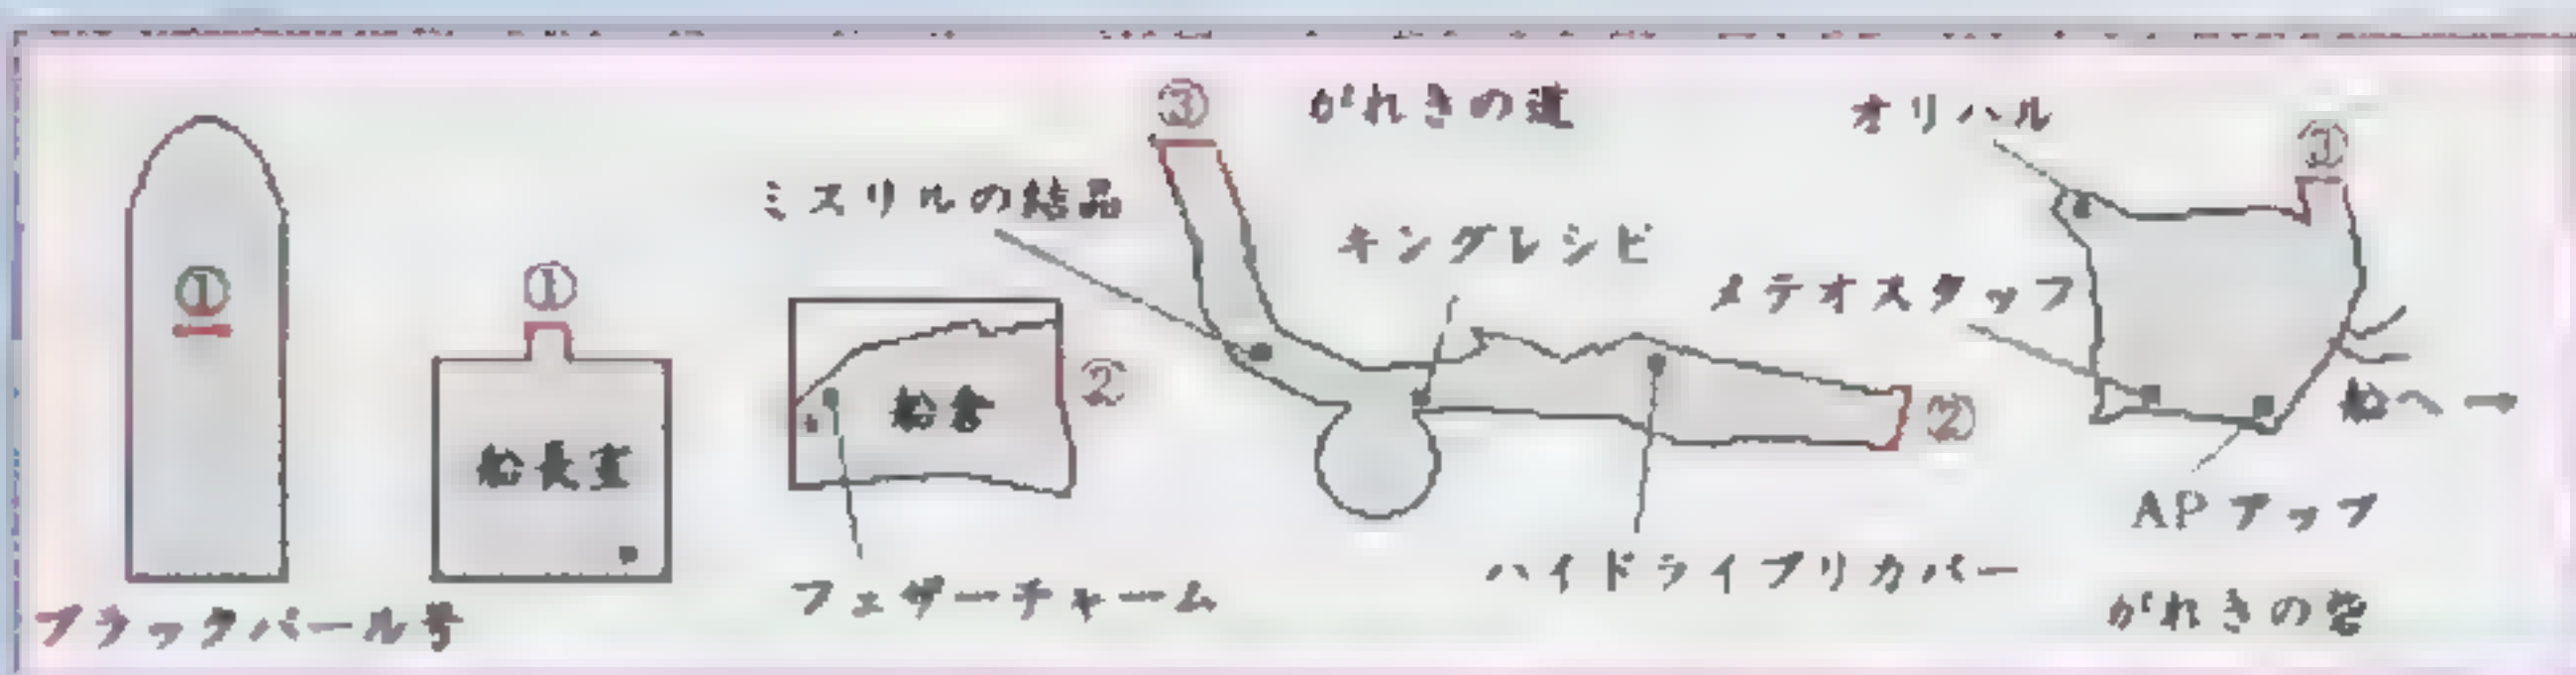 ③ がれきの道
オリハル
③
ミスリルの結晶
キングレシピ
①
①
メテオスタッフ
②
船倉
②
船へ→
船長室
APアップ
ハイドライブリカバー
フェザーチャーム
がれきの
ブラックパール号